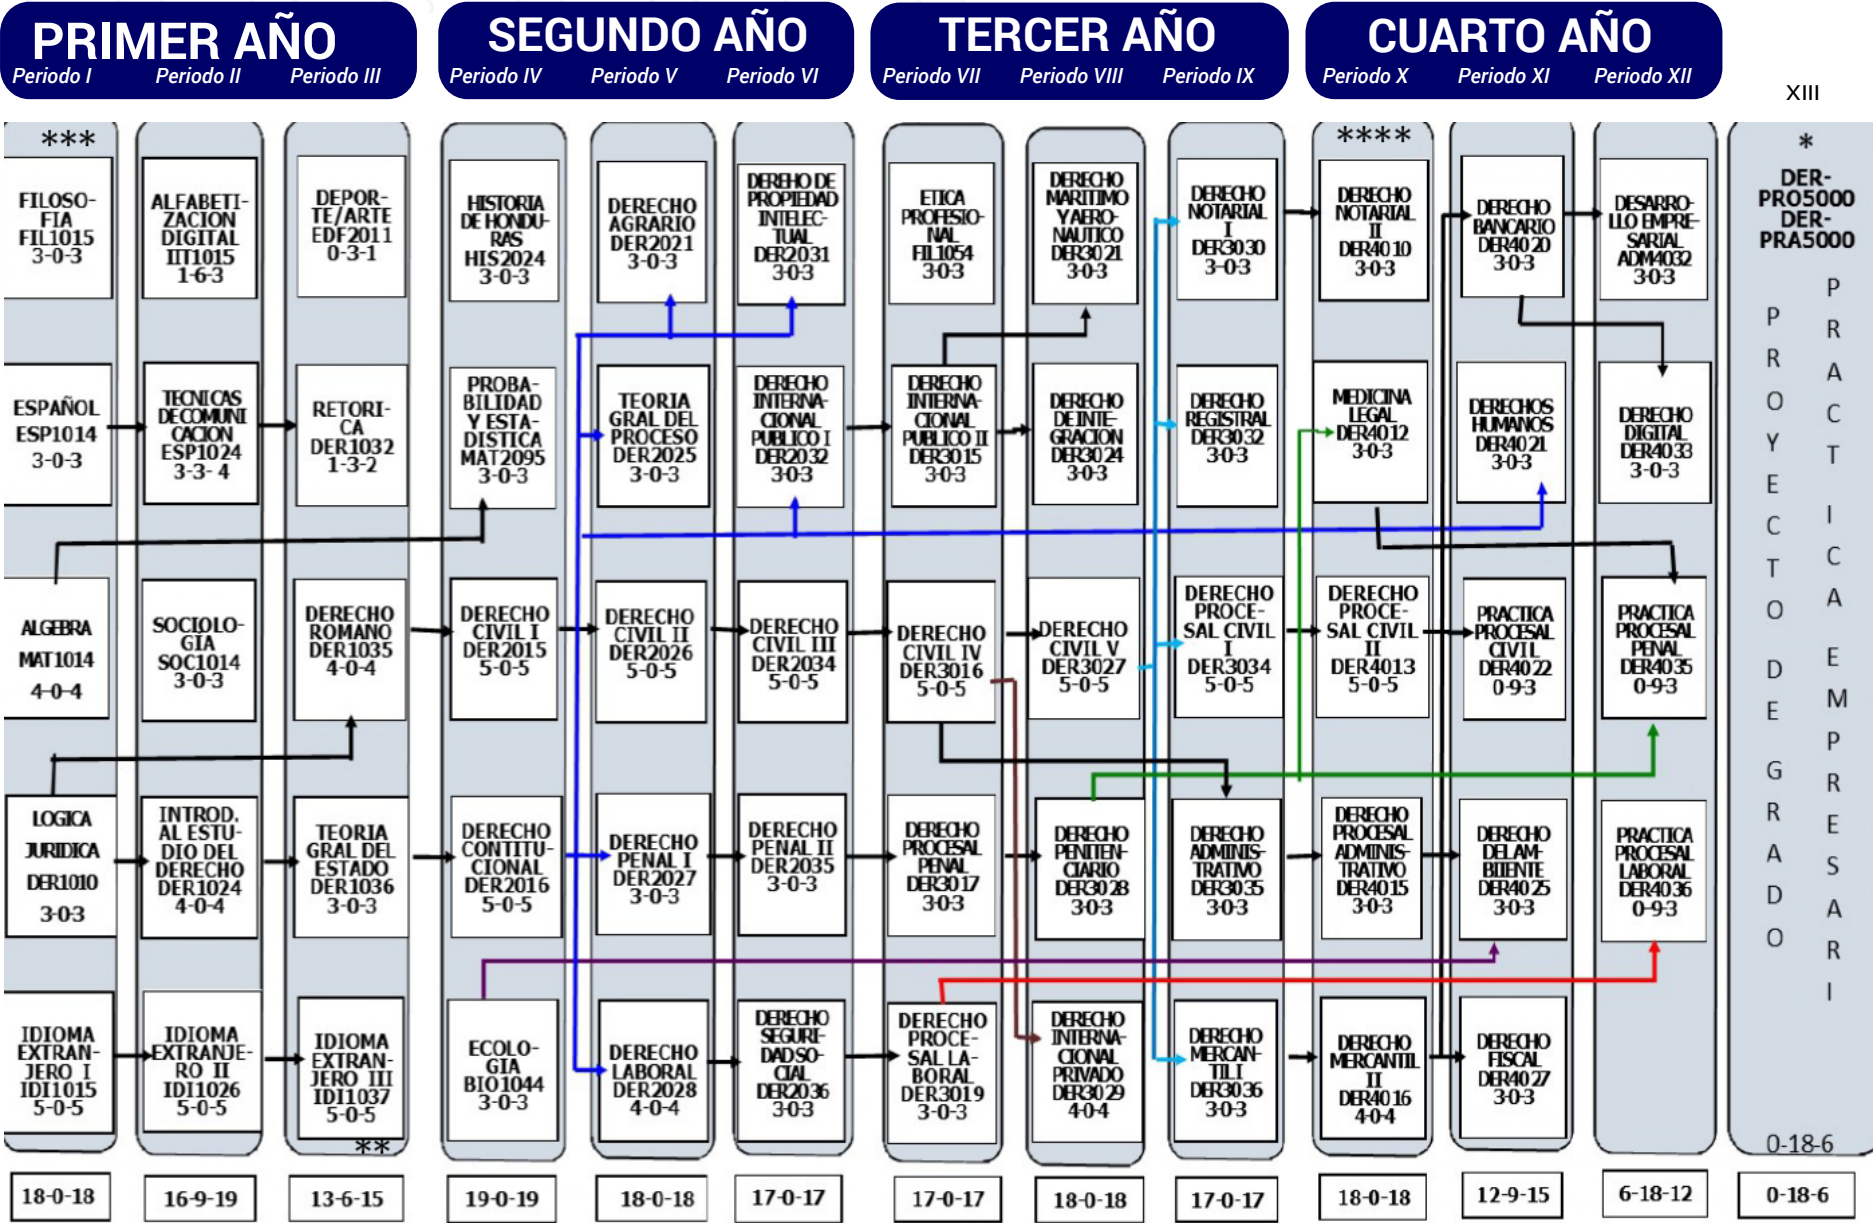 PRIMER AÑO
Periodo I Periodo II Periodo III
SEGUNDO AÑO
Periodo IV Periodo V Periodo VI
TERCER AÑO
Periodo VII Periodo VIII Periodo IX
CUARTO AÑO
Periodo X Periodo XI Periodo XII
XIII
***
FILOSO-
FIA
FIL1015
3-0-3
ESPAÑOL
ESP1014
3-0-3
ALGEBRA
MAT1014
4-0-4
LOGICA
JURIDICA
DER1010
3-0-3
IDIOMA
EXTRAN-
JERO I
IDI1015
5-0-5
18-0-18
ALFABETI-
ZACION
DIGITAL
IIT1015
1-6-3
TECNICAS
DECOMUNI
CACION
ESP1024
3-3- 4
SOCIOLO-
GIA
SOC1014
3-0-3
INTROD.
AL ESTU-
DIO DEL
DERECHO
DER1024
4-0-4
IDIOMA
EXTRANJE-
RO II
IDI1026
5-0-5
16-9-19
DEPOR-
TE/ARTE
EDF2011
0-3-1
RETORI-
CA
DER1032
1-3-2
DERECHO
ROMANO
DER1035
4-0-4
TEORIA
GRAL DEL
ESTADO
DER1036
3-0-3
IDIOMA
EXTRAN-
JERO III
IDI1037
5-0-5
**
13-6-15
HISTORIA
DE HONDU-
RAS
HIS2024
3-0-3
PROBA-
BILIDAD
Y ESTA-
DISTICA
MAT2095
3-0-3
DERECHO
CIVIL I
DER2015
5-0-5
DERECHO
CONTITU-
CIONAL
DER2016
5-0-5
ECOLO-
GIA
BIO1044
3-0-3
19-0-19
DERECHO
AGRARIO
DER2021
3-0-3
TEORIA
GRAL DEL
PROCESO
DER2025
3-0-3
DERECHO
CIVIL II
DER2026
5-0-5
DERECHO
PENAL I
DER2027
3-0-3
DERECHO
LABORAL
DER2028
4-0-4
18-0-18
DEREHO DE
PROPIEDAD
INTELEC-
TUAL
DER2031
3-0-3
DERECHO
INTERNA-
CIONAL
PUBLICO I
DER2032
3-0-3
DERECHO
CIVIL III
DER2034
5-0-5
DERECHO
PENAL II
DER2035
3-0-3
DERECHO
SEGURI-
DAD SO-
CIAL
DER2036
3-0-3
17-0-17
ETICA
PROFESIO-
NAL
FIL1054
3-0-3
DERECHO
INTERNA-
CIONAL
PUBLICO II
DER3015
3-0-3
DERECHO
CIVIL IV
DER3016
5-0-5
DERECHO
PROCESAL
PENAL
DER3017
3-0-3
DERECHO
PROCE-
SAL LA-
BORAL
DER3019
3-0-3
17-0-17
DERECHO
MARITIMO
Y AERO-
NAUTICO
DER3021
3-0-3
DERECHO
DE INTE-
GRACION
DER3024
3-0-3
DERECHO
CIVIL V
DER3027
5-0-5
DERECHO
PENITEN-
CIARIO
DER3028
3-0-3
DERECHO
INTERNA-
CIONAL
PRIVADO
DER3029
4-0-4
18-0-18
DERECHO
NOTARIAL
I
DER3030
3-0-3
DERECHO
REGISTRAL
DER3032
3-0-3
DERECHO
PROCE-
SAL CIVIL
I
DER3034
5-0-5
DERECHO
ADMINIS-
TRATIVO
DER3035
3-0-3
DERECHO
MERCAN-
TIL I
DER3036
3-0-3
17-0-17
****
DERECHO
NOTARIAL
II
DER4010
3-0-3
MEDICINA
LEGAL
DER4012
3-0-3
DERECHO
PROCE-
SAL CIVIL
II
DER4013
5-0-5
DERECHO
PROCESAL
ADMINIS-
TRATIVO
DER4015
3-0-3
DERECHO
MERCANTIL
II
DER4016
4-0-4
18-0-18
DERECHO
BANCARIO
DER4020
3-0-3
DERECHOS
HUMANOS
DER4021
3-0-3
PRACTICA
PROCESAL
CIVIL
DER4022
0-9-3
DERECHO
DEL AM-
BITENTE
DER4025
3-0-3
DERECHO
FISCAL
DER4027
3-0-3
12-9-15
DESARRO-
LLO EMPRE-
SARIAL
ADM4032
3-0-3
DERECHO
DIGITAL
DER4033
3-0-3
PRACTICA
PROCESAL
PENAL
DER4035
0-9-3
PRACTICA
PROCESAL
LABORAL
DER4036
0-9-3
6-18-12
*
DER-
PRO5000
DER-
PRA5000
PROYECTO DE GRADO
PRACT ICA EMPRESARI
0-18-6
0-18-6